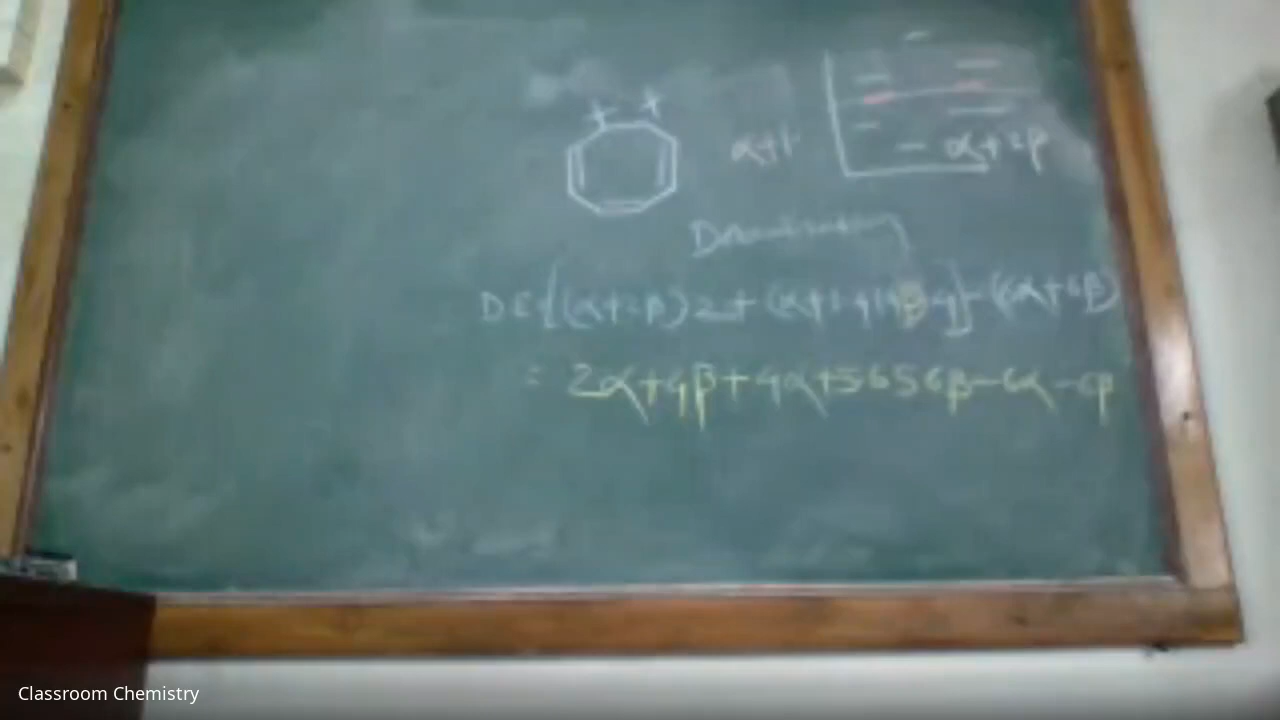 + +
α+1
- α+2β
DE{(α+2β)2+(α+1.414β)4}-(6α+6β)
= 2α+4β+4α+5.656β-6α-6β
Classroom Chemistry